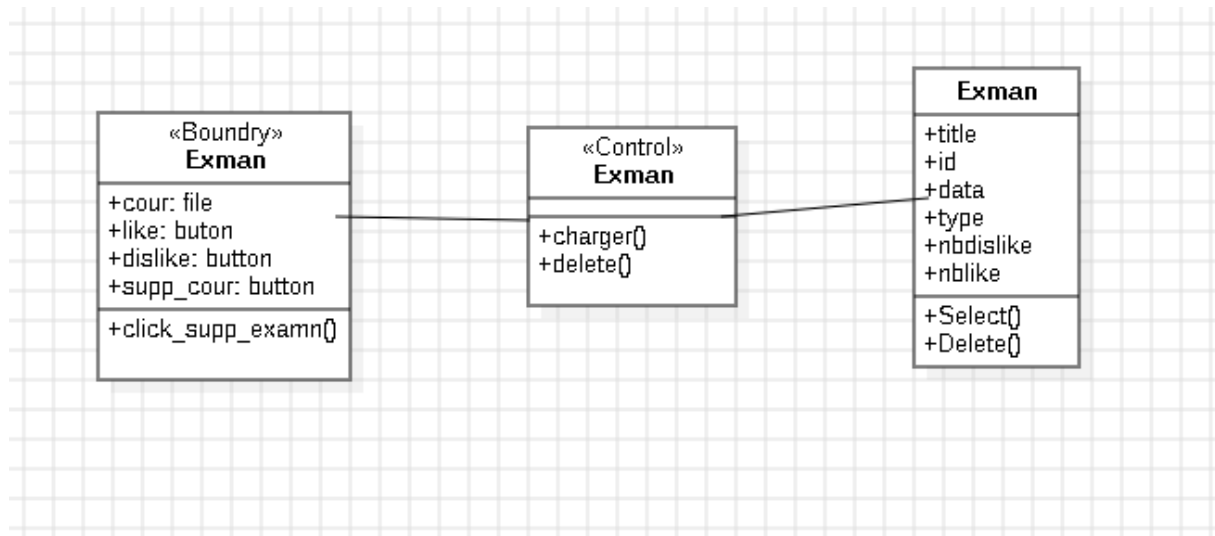 «Boundry»
Exman
+cour: file
+like: buton
+dislike: button
+supp_cour: button
+click_supp_examn()
«Control»
Exman
+charger()
+delete()
Exman
+title
+id
+data
+type
+nbdislike
+nblike
+Select()
+Delete()